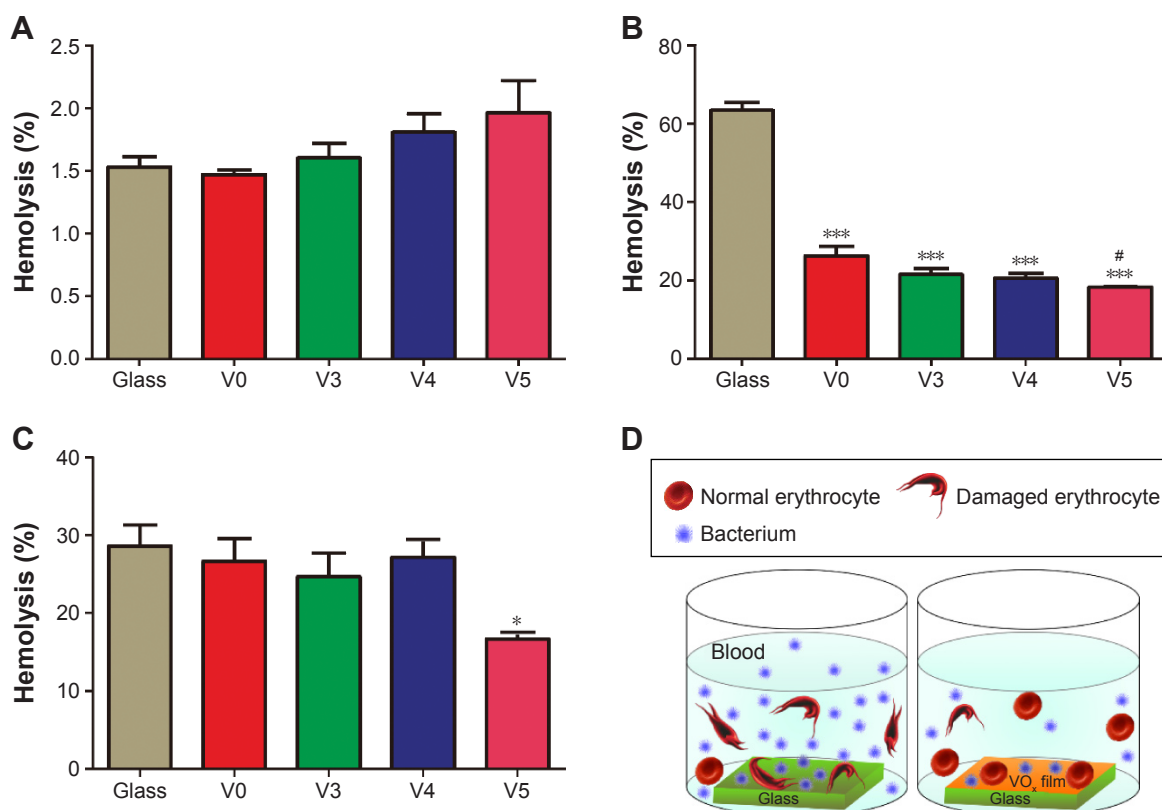 A
Hemolysis (%)
2.5
2.0
1.5
1.0
0.5
0.0
Glass V0 V3 V4 V5
B
Hemolysis (%)
80
60
40
20
0
***
***
***
#
***
Glass V0 V3 V4 V5
C
Hemolysis (%)
40
30
20
10
0
*
Glass V0 V3 V4 V5
D
Normal erythrocyte Damaged erythrocyte
Bacterium
Blood
Glass
VOx film
Glass